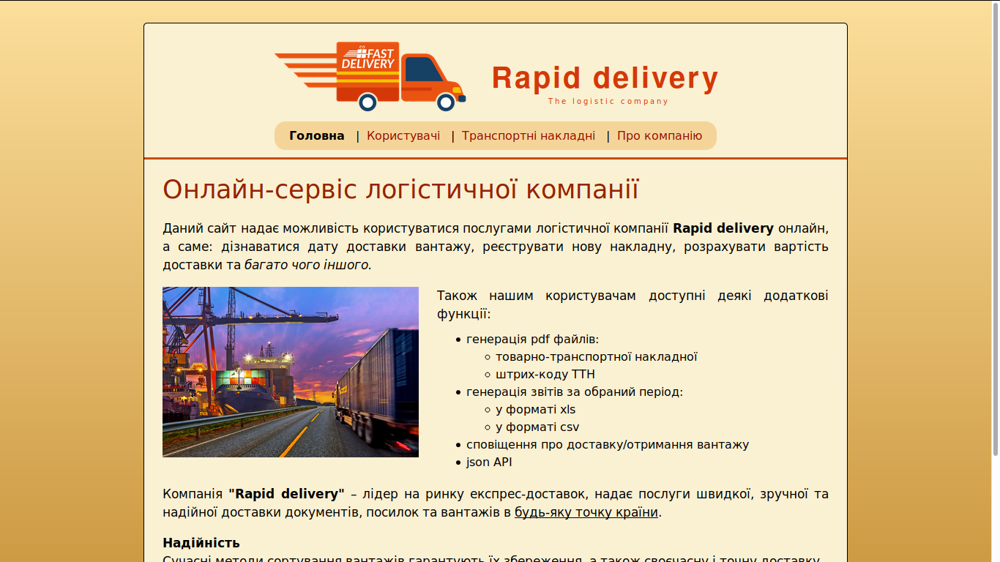 FAST
DELIVERY
Rapid delivery
The logistic company
Головна | Користувачі | Транспортні накладні | Про компанію
Онлайн-сервіс логістичної компанії
Даний сайт надає можливість користуватися послугами логістичної компанії Rapid delivery онлайн,
а саме: дізнаватися дату доставки вантажу, реєструвати нову накладну, розрахувати вартість
доставки та багато чого іншого.
Також нашим користувачам доступні деякі додаткові
функції:
генерація pdf файлів:
товарно-транспортної накладної
штрих-коду ТТН
генерація звітів за обраний період:
у форматі xls
у форматі csv
сповіщення про доставку/отримання вантажу
json API
Компанія "Rapid delivery" – лідер на ринку експрес-доставок, надає послуги швидкої, зручної та
надійної доставки документів, посилок та вантажів в будь-яку точку країни.
Надійність
Сучасні методи сортування вантажів гарантують їх збереження, а також своєчасну і точну доставку.